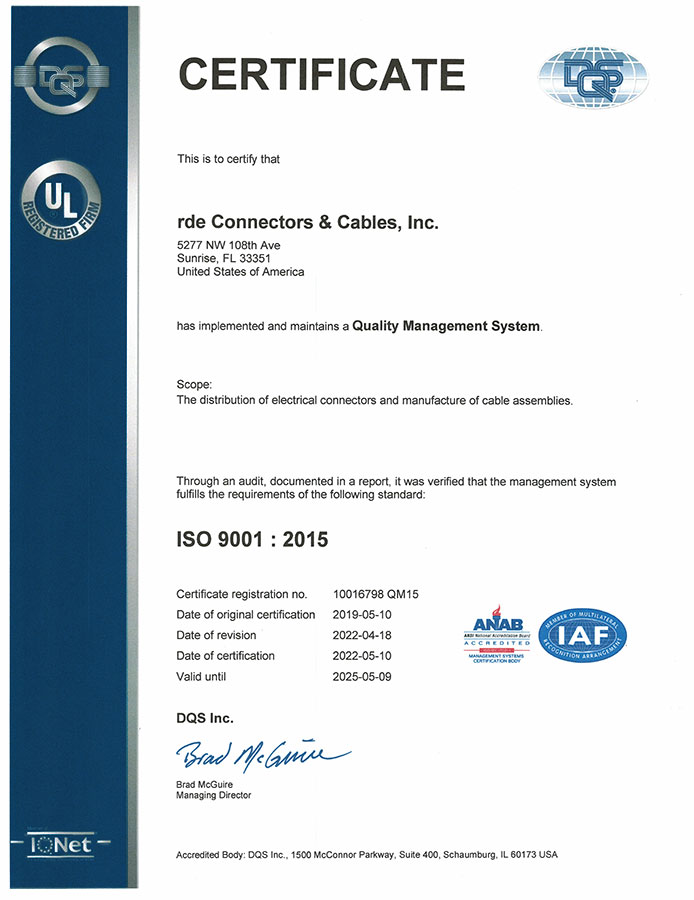 DQS
CERTIFICATE
DQS
UL
REGISTERED FIRM
This is to certify that
rde Connectors & Cables, Inc.
5277 NW 108th Ave
Sunrise, FL 33351
United States of America
has implemented and maintains a Quality Management System.
Scope:
The distribution of electrical connectors and manufacture of cable assemblies.
Through an audit, documented in a report, it was verified that the management system
fulfills the requirements of the following standard:
ISO 9001 : 2015
Certificate registration no. 10016798 QM15
Date of original certification 2019-05-10
Date of revision 2022-04-18
Date of certification 2022-05-10
Valid until 2025-05-09
ANAB
ANSI National Accreditation Board
ACCREDITED
MANAGEMENT SYSTEMS
CERTIFICATION BODY
MEMBER OF MULTILATERAL
IAF
RECOGNITION ARRANGEMENT
DQS Inc.
Brad McGuire
Brad McGuire
Managing Director
IQNet
Accredited Body: DQS Inc., 1500 McConnor Parkway, Suite 400, Schaumburg, IL 60173 USA